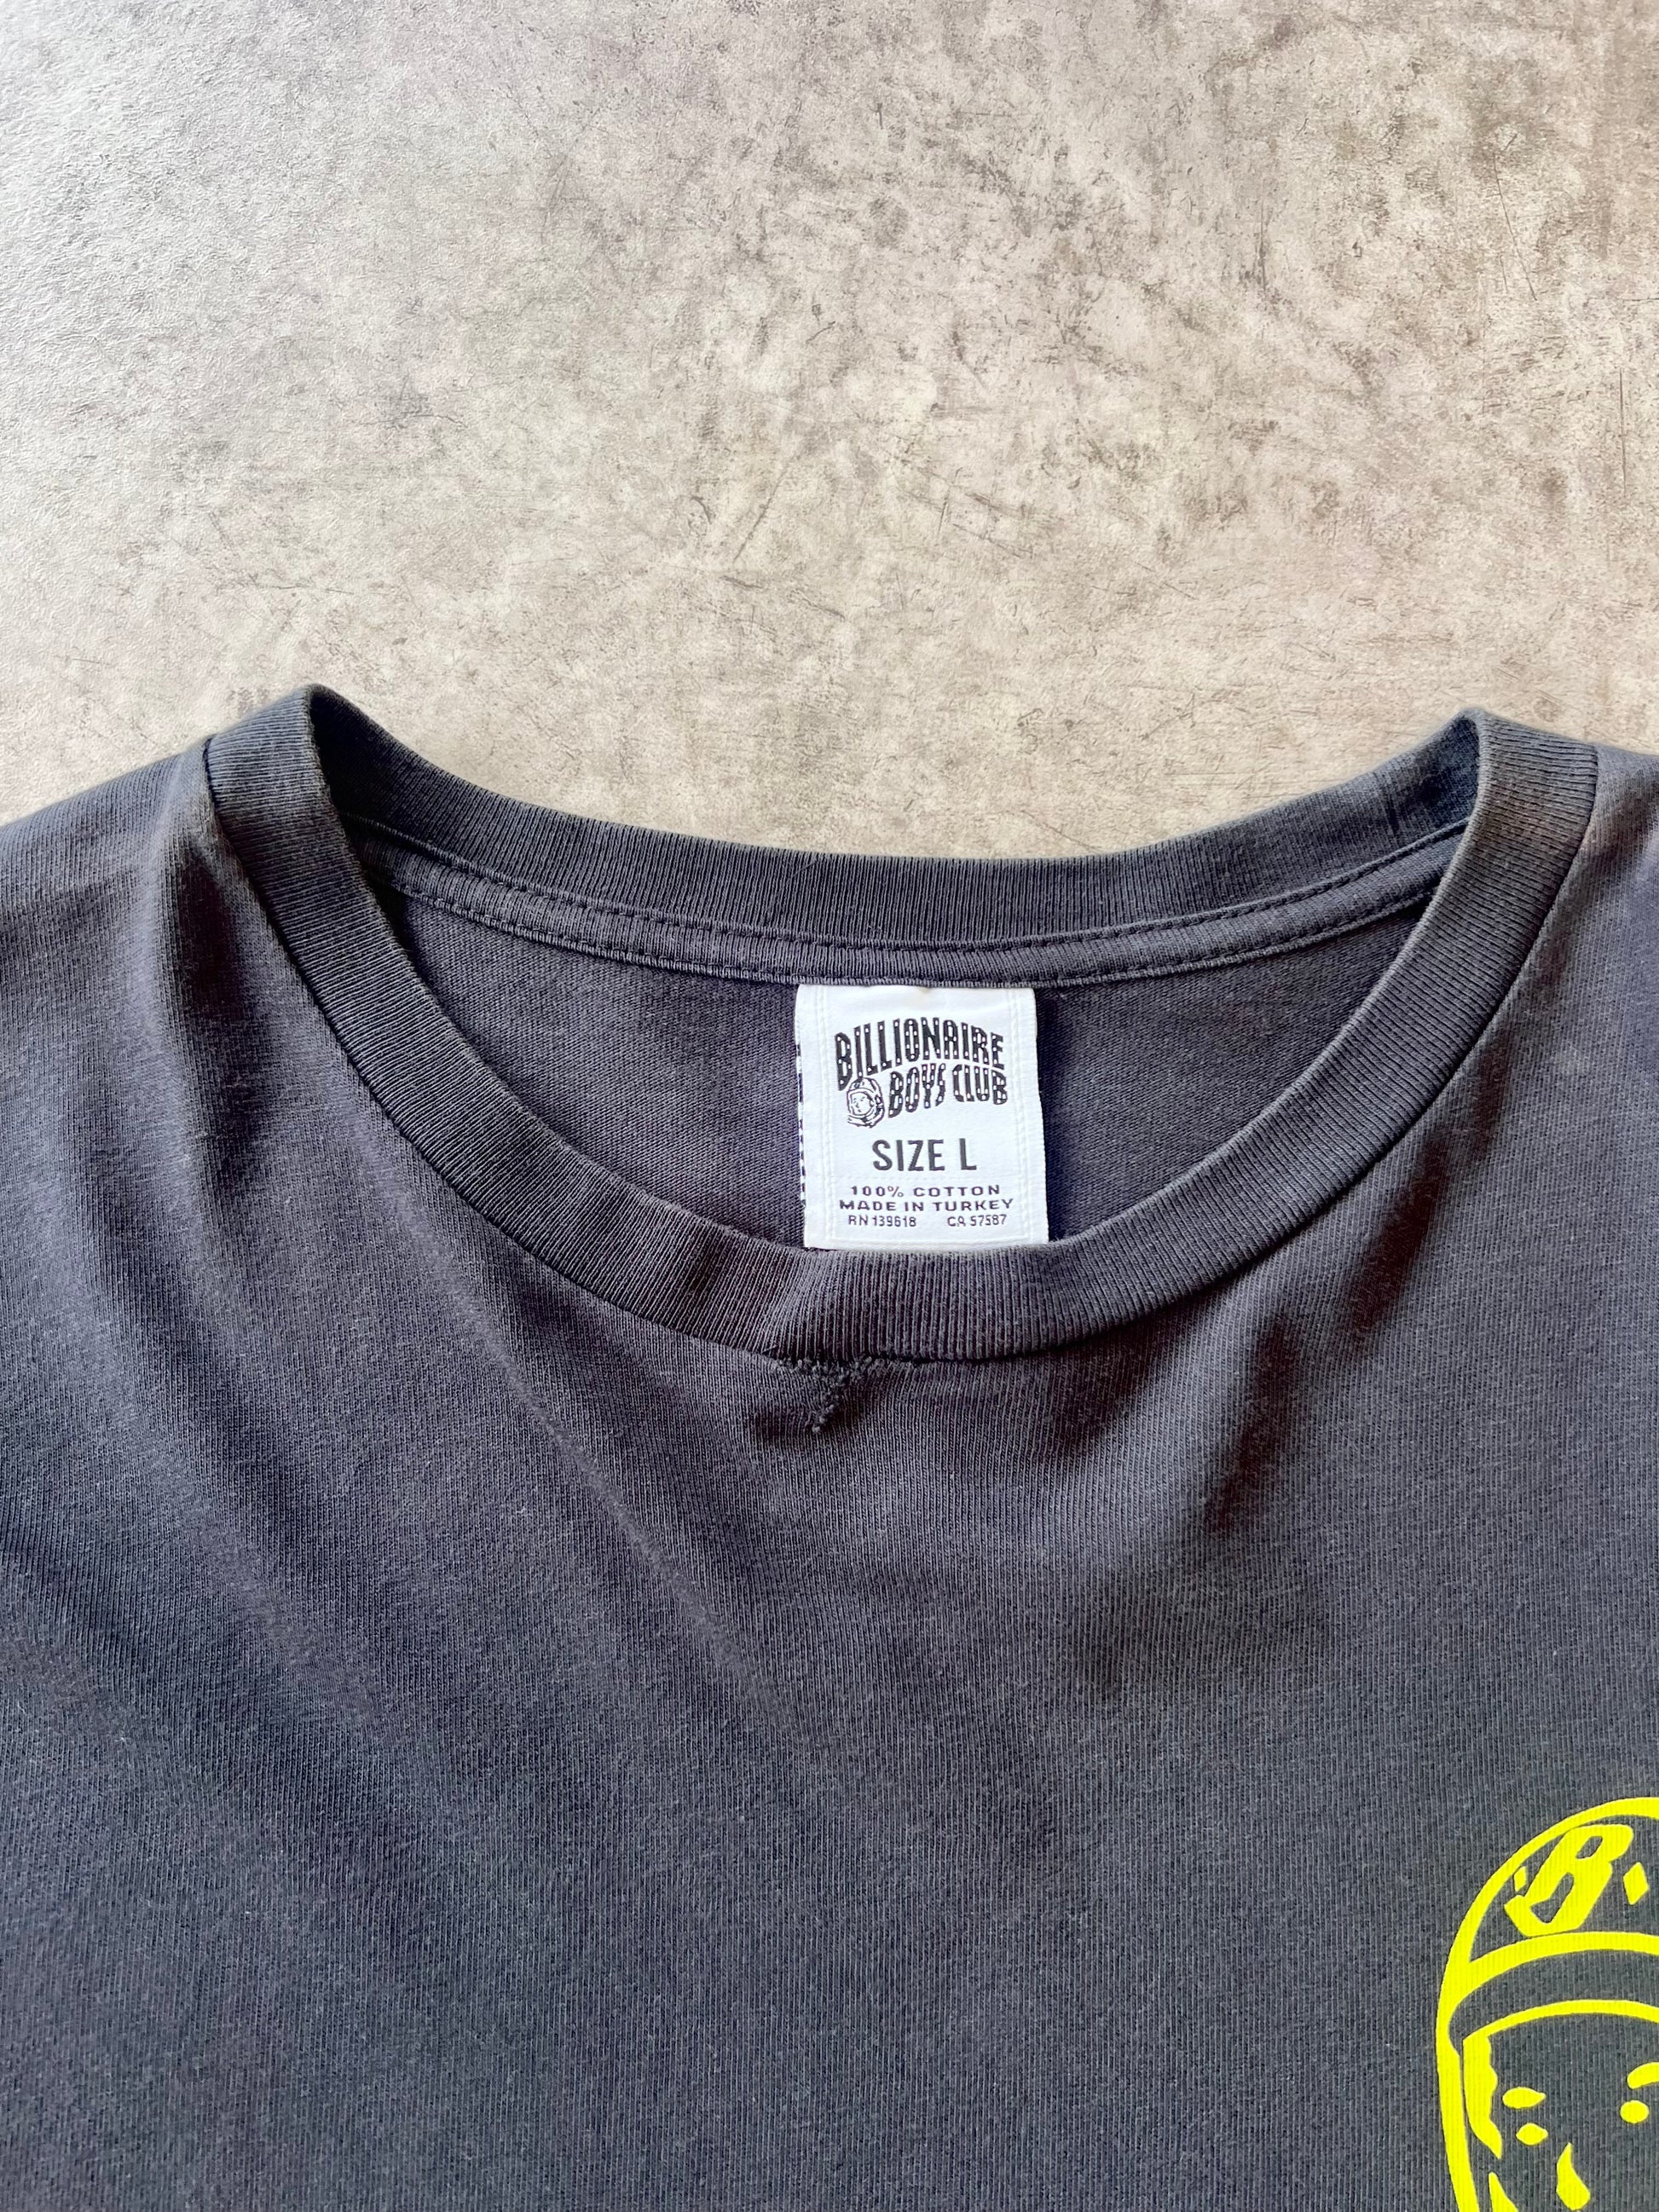 BILLIONAIRE
BOYS CLUB
SIZE L
100% COTTON
MADE IN TURKEY
RN 139618 CA 57587
B